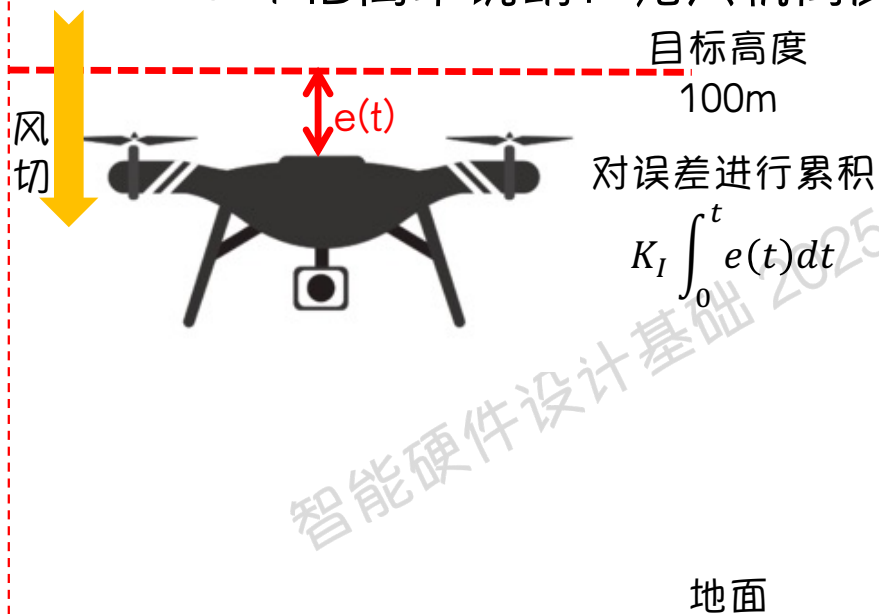 目标高度
100m
e(t)
风
切
对误差进行累积
K_I ∫_0^t e(t)dt
智能硬件设计基础 2025
地面